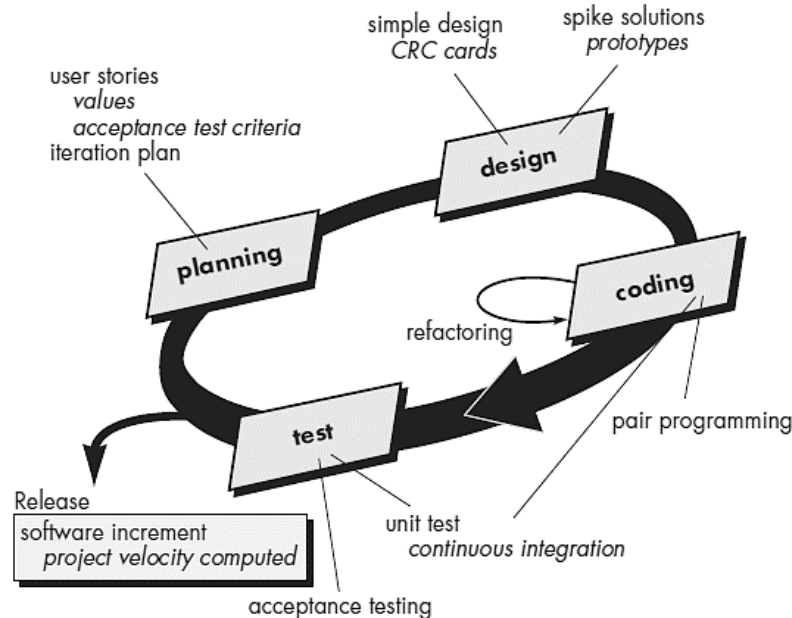 simple design
CRC cards
spike solutions
prototypes
user stories
values
acceptance test criteria
iteration plan
design
planning
coding
refactoring
test
pair programming
Release
software increment
project velocity computed
unit test
continuous integration
acceptance testing